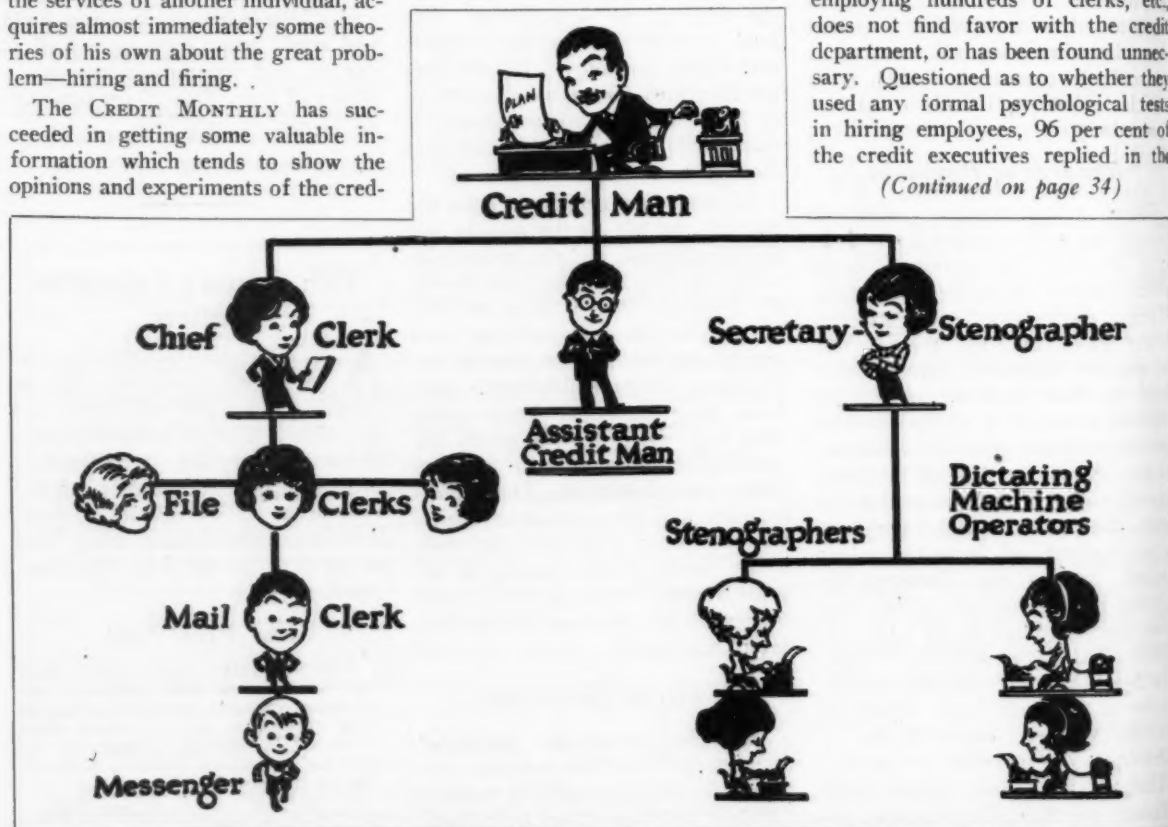 the services of another individual, ac-
quires almost immediately some theo-
ries of his own about the great prob-
lem—hiring and firing.
The CREDIT MONTHLY has suc-
ceeded in getting some valuable in-
formation which tends to show the
opinions and experiments of the cred-
employing hundreds of clerks, etc.,
does not find favor with the credit
department, or has been found unnec-
sary. Questioned as to whether they
used any formal psychological tests
in hiring employees, 96 per cent of
the credit executives replied in the
(Continued on page 34)
PLAN
Credit Man
Chief Clerk
Assistant
Credit Man
Secretary - Stenographer
File Clerks
Stenographers
Dictating
Machine
Operators
Mail Clerk
Messenger